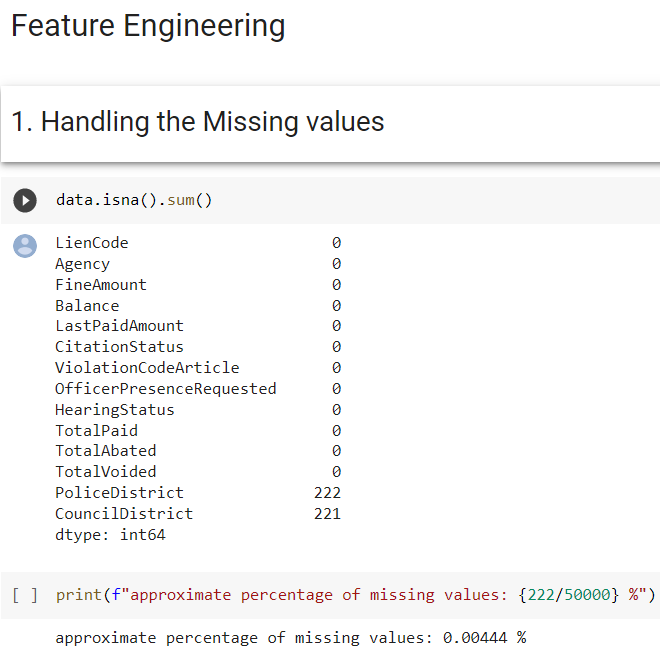 Feature Engineering
1. Handling the Missing values
data.isna().sum()
LienCode 0
Agency 0
FineAmount 0
Balance 0
LastPaidAmount 0
CitationStatus 0
ViolationCodeArticle 0
OfficerPresenceRequested 0
HearingStatus 0
TotalPaid 0
TotalAbated 0
TotalVoided 0
PoliceDistrict 222
CouncilDistrict 221
dtype: int64
[ ] print(f"approximate percentage of missing values: {222/50000} %")
approximate percentage of missing values: 0.00444 %